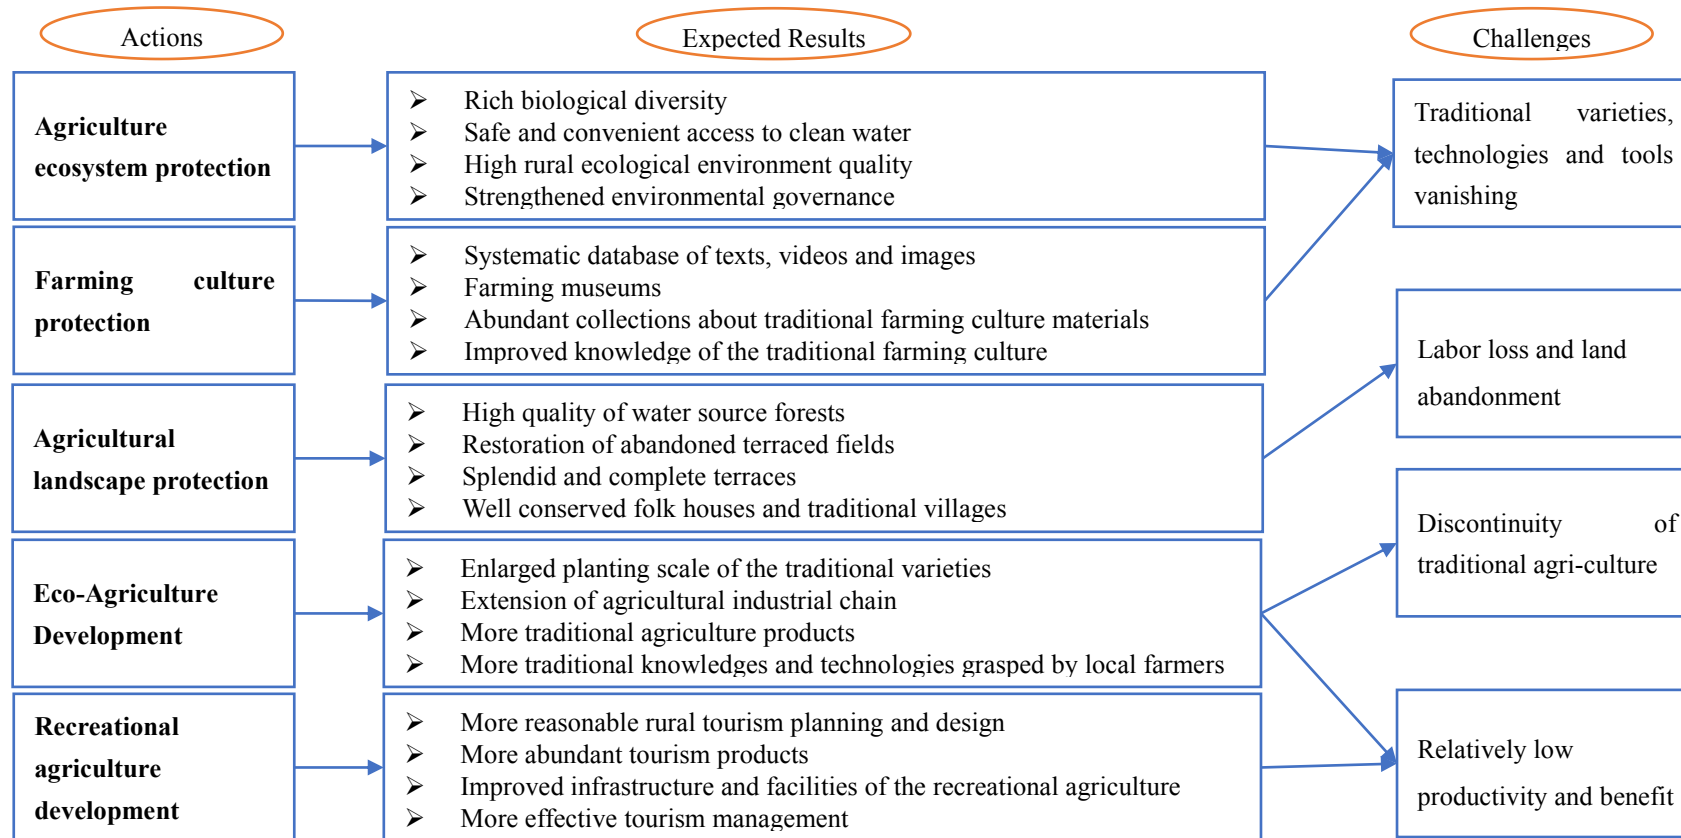 Actions
Expected Results
Challenges
Agriculture
ecosystem protection
➢ Rich biological diversity
➢ Safe and convenient access to clean water
➢ High rural ecological environment quality
➢ Strengthened environmental governance
Traditional varieties,
technologies and tools
vanishing
Farming culture
protection
➢ Systematic database of texts, videos and images
➢ Farming museums
➢ Abundant collections about traditional farming culture materials
➢ Improved knowledge of the traditional farming culture
Labor loss and land
abandonment
Agricultural
landscape protection
➢ High quality of water source forests
➢ Restoration of abandoned terraced fields
➢ Splendid and complete terraces
➢ Well conserved folk houses and traditional villages
Discontinuity of
traditional agri-culture
Eco-Agriculture
Development
➢ Enlarged planting scale of the traditional varieties
➢ Extension of agricultural industrial chain
➢ More traditional agriculture products
➢ More traditional knowledges and technologies grasped by local farmers
Recreational
agriculture
development
➢ More reasonable rural tourism planning and design
➢ More abundant tourism products
➢ Improved infrastructure and facilities of the recreational agriculture
➢ More effective tourism management
Relatively low
productivity and benefit